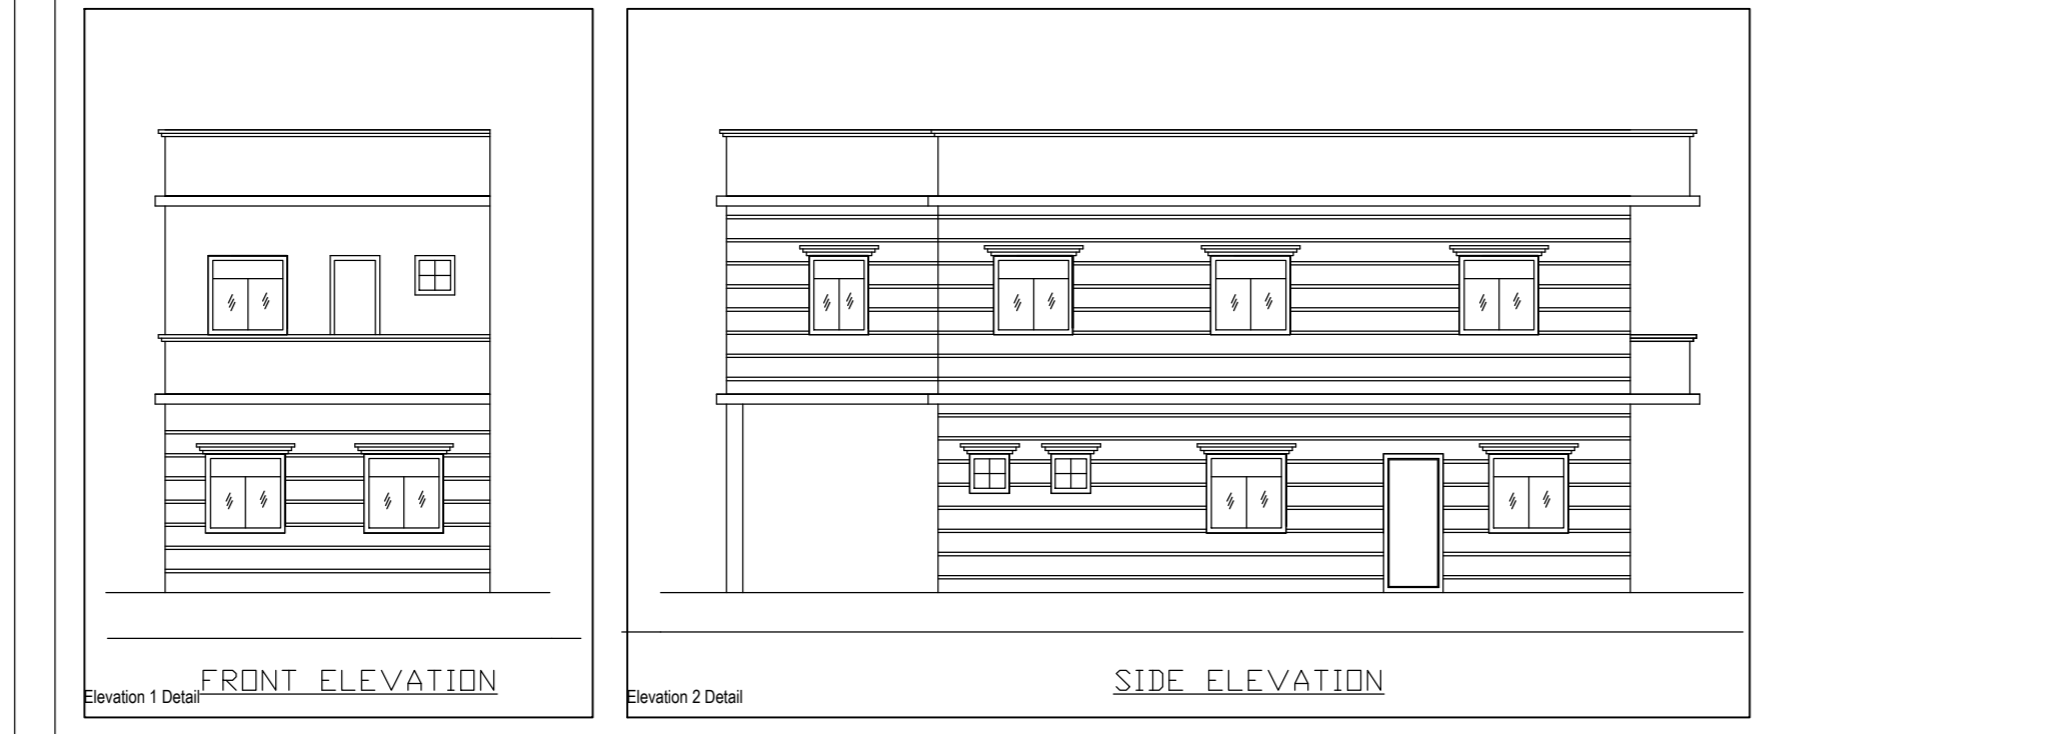 FRONT ELEVATION
Elevation 1 Detail
SIDE ELEVATION
Elevation 2 Detail